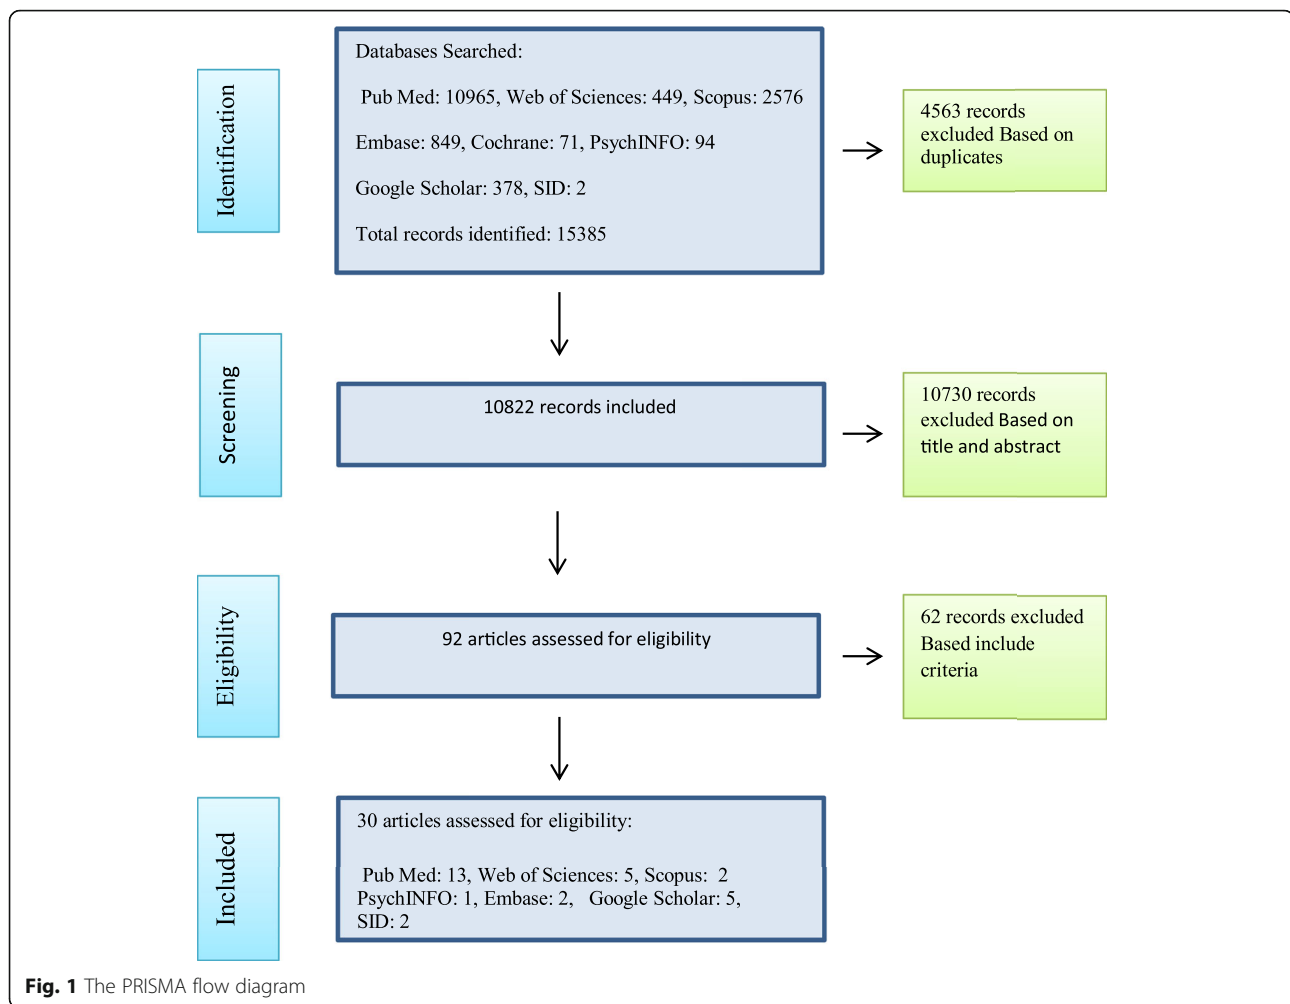 Identification
Databases Searched:
Pub Med: 10965, Web of Sciences: 449, Scopus: 2576
Embase: 849, Cochrane: 71, PsychINFO: 94
Google Scholar: 378, SID: 2
Total records identified: 15385
4563 records
excluded Based on
duplicates
Screening
10822 records included
10730 records
excluded Based on
title and abstract
Eligibility
92 articles assessed for eligibility
62 records excluded
Based include
criteria
Included
30 articles assessed for eligibility:
Pub Med: 13, Web of Sciences: 5, Scopus: 2
PsychINFO: 1, Embase: 2, Google Scholar: 5,
SID: 2
Fig. 1 The PRISMA flow diagram